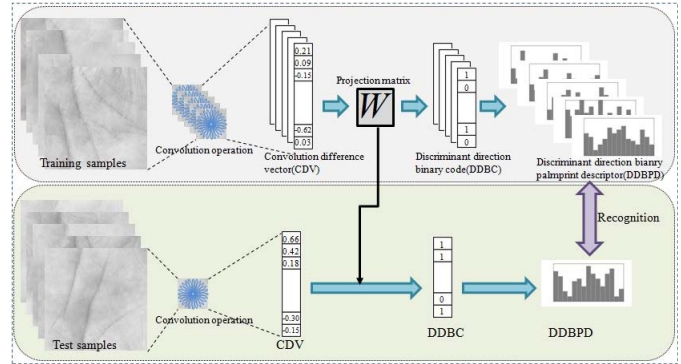 0.21
0.09
-0.15
-0.62
0.03
Projection matrix
W
1
0
1
0
Training samples
Convolution operation
Convolution difference
vector(CDV)
Discriminant direction
binary code(DDBC)
Discriminant direction bianry
palmprint descriptor(DDBPD)
Recognition
0.66
0.42
0.18
-0.30
-0.15
1
1
0
1
Test samples
Convolution operation
CDV
DDBC
DDBPD